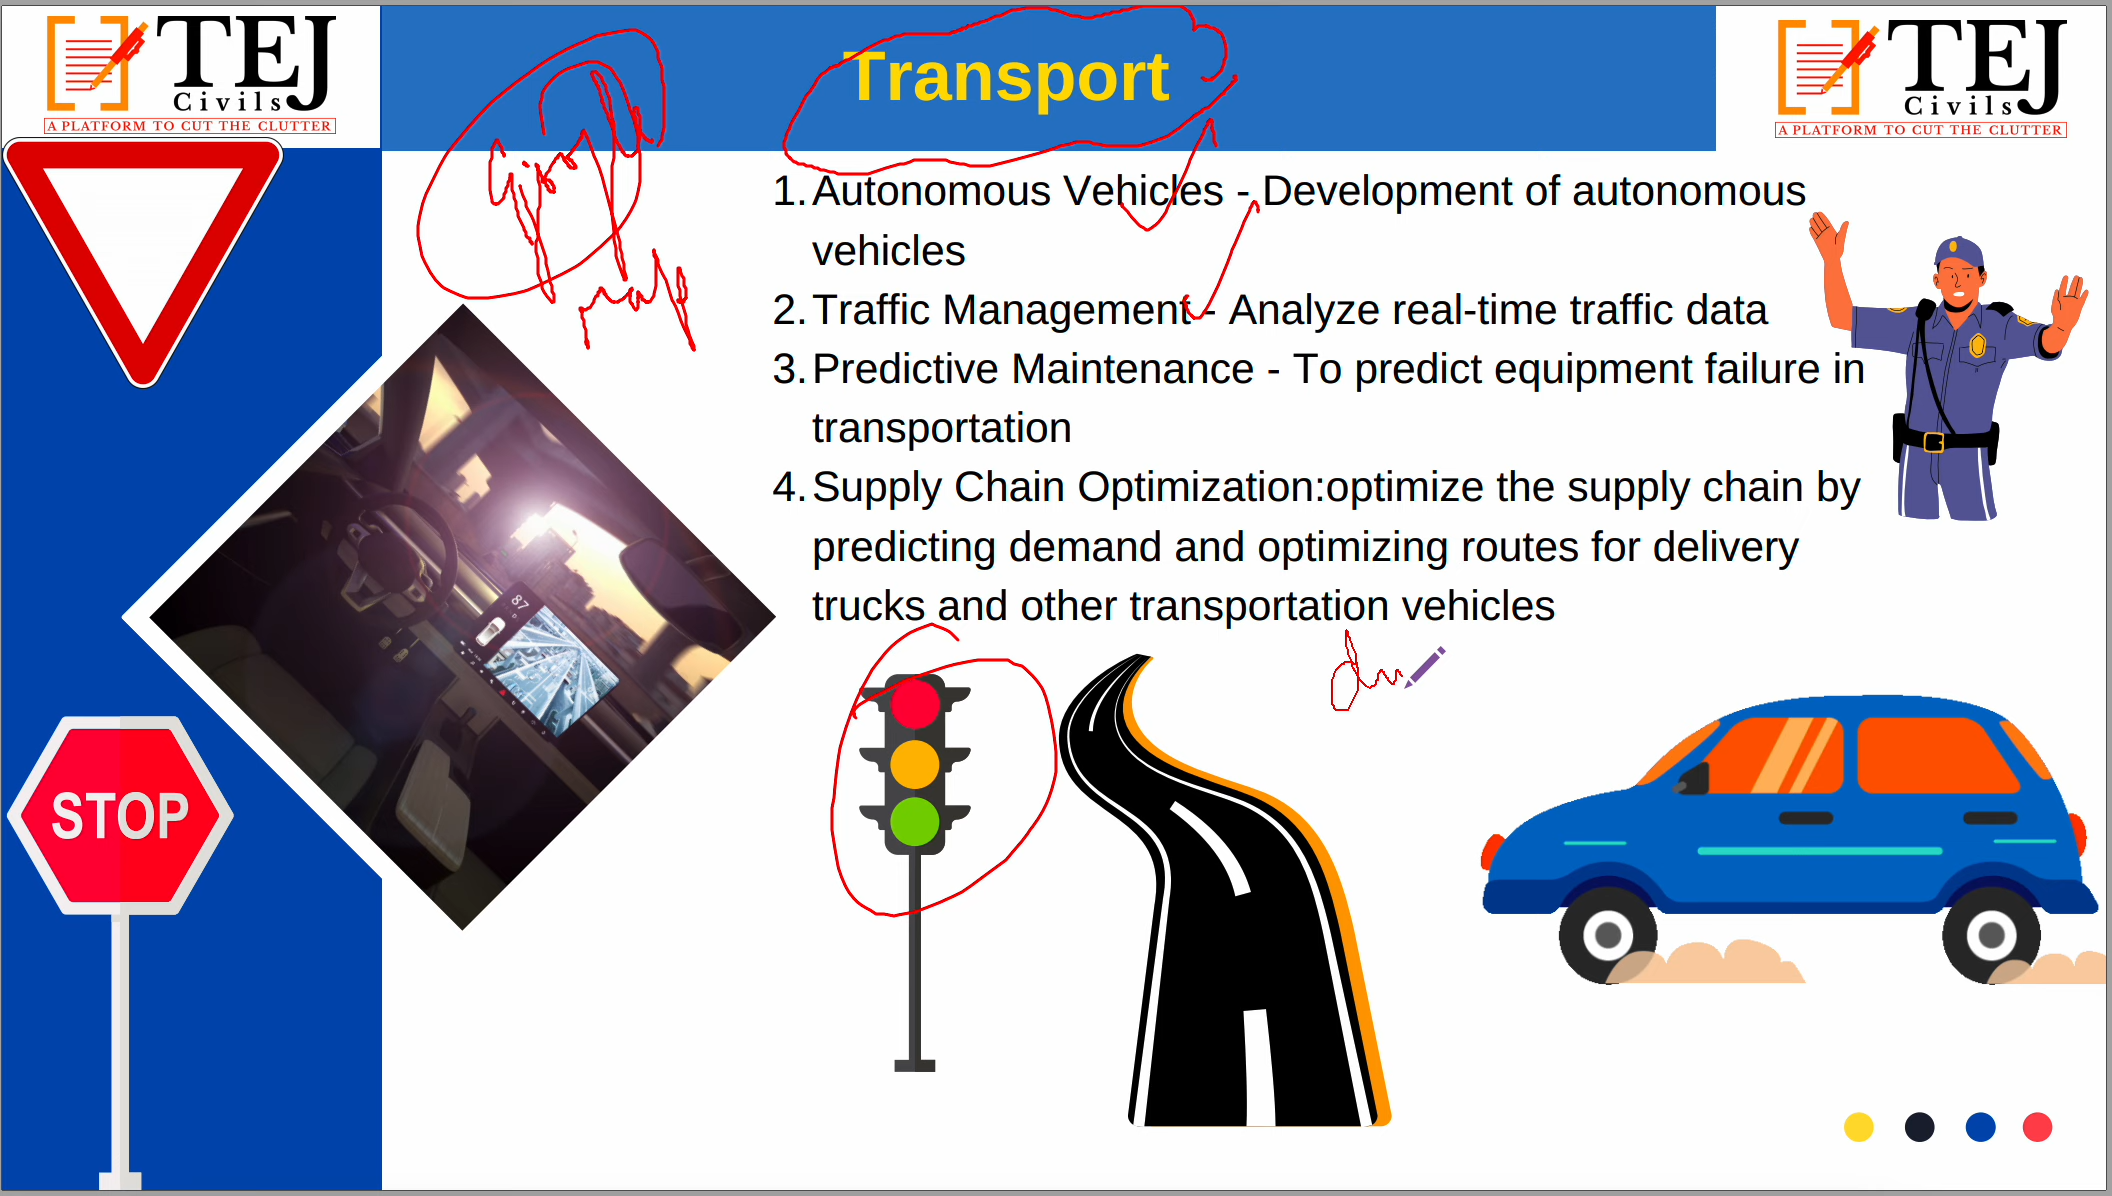 TEJ
Civils
A PLATFORM TO CUT THE CLUTTER
Transport
TEJ
Civils
A PLATFORM TO CUT THE CLUTTER
1. Autonomous Vehicles - Development of autonomous
vehicles
2. Traffic Management - Analyze real-time traffic data
3. Predictive Maintenance - To predict equipment failure in
transportation
4. Supply Chain Optimization:optimize the supply chain by
predicting demand and optimizing routes for delivery
trucks and other transportation vehicles
87
STOP